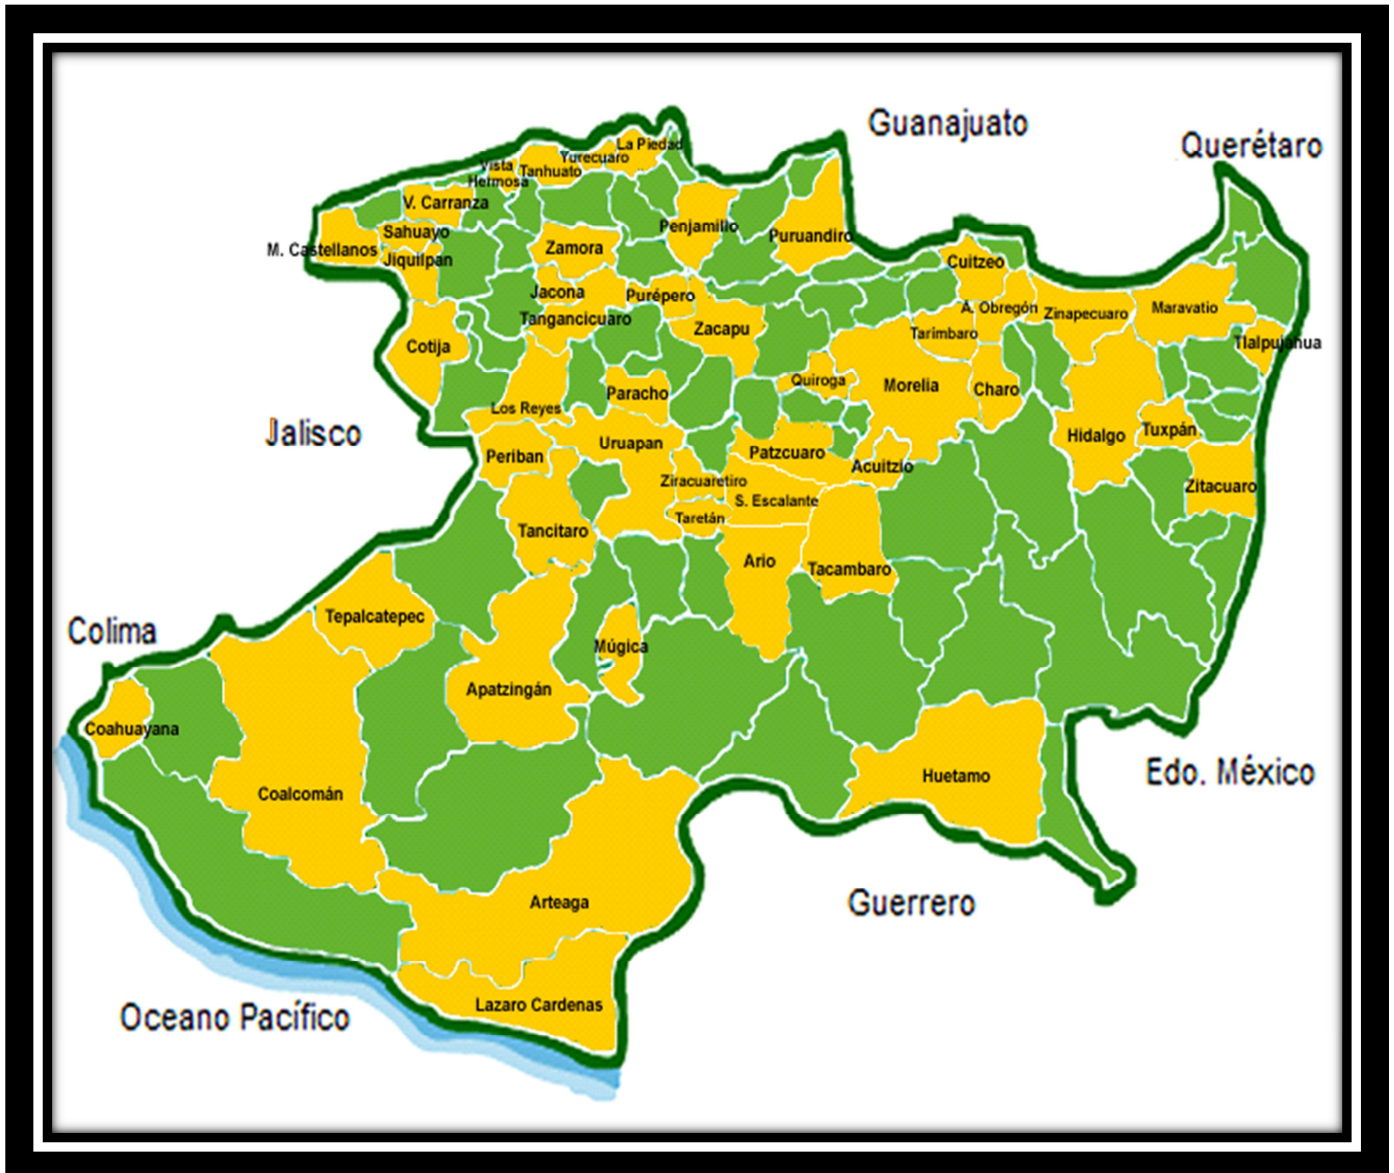 Guanajuato
Querétaro
La Piedad
Yurecuaro
Vista
Hermosa
Tanhuato
V. Carranza
Penjamillo
Puruandiro
Sahuayo
M. Castellanos
Jiquilpan
Zamora
Cuitzeo
Jacona
Purépero
A. Obregón
Zinapecuaro
Maravatio
Tangancicuaro
Zacapu
Tarimbaro
Tlalpujahua
Cotija
Quiroga
Morelia
Charo
Paracho
Los Reyes
Jalisco
Uruapan
Hidalgo
Tuxpán
Periban
Patzcuaro
Acuitzio
Ziracuaretiro
Zitacuaro
S. Escalante
Taretán
Tancitaro
Ario
Tacambaro
Tepalcatepec
Colima
Múgica
Apatzingán
Coahuayana
Huetamo
Edo. México
Coalcomán
Arteaga
Guerrero
Lazaro Cardenas
Oceano Pacífico